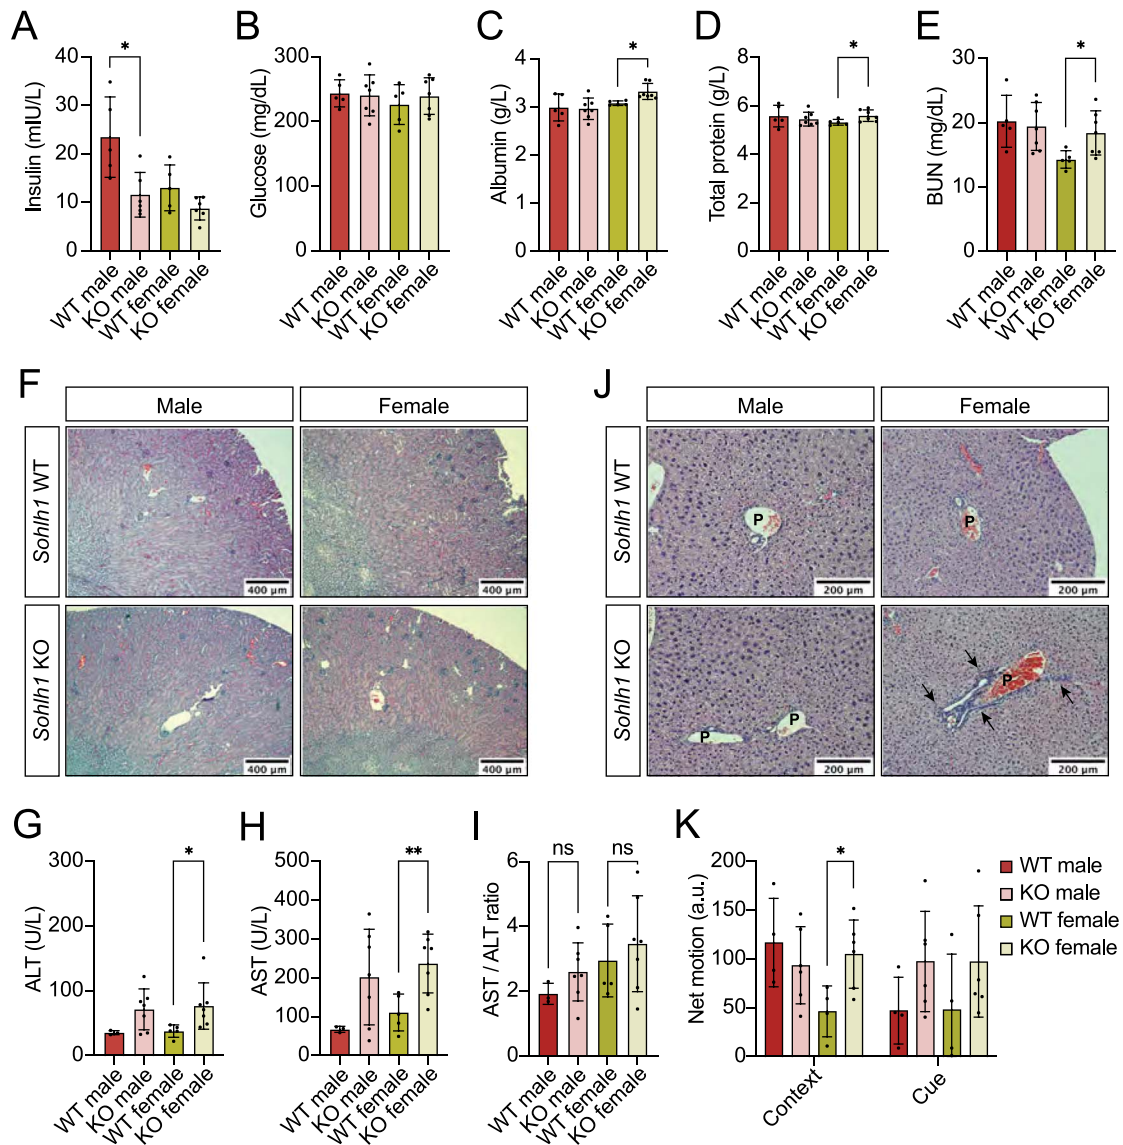 A
Insulin (mIU/L)
40
30
20
10
0
*
WT male
KO male
WT female
KO female
B
Glucose (mg/dL)
300
200
100
0
WT male
KO male
WT female
KO female
C
Albumin (g/L)
4
3
2
1
0
*
WT male
KO male
WT female
KO female
D
Total protein (g/L)
8
6
4
2
0
*
WT male
KO male
WT female
KO female
E
BUN (mg/dL)
30
20
10
0
*
WT male
KO male
WT female
KO female
F
Male
Female
Sohlh1 WT
400 µm
400 µm
Sohlh1 KO
400 µm
400 µm
J
Male
Female
Sohlh1 WT
P
200 µm
P
200 µm
Sohlh1 KO
P
P
200 µm
P
200 µm
G
ALT (U/L)
300
200
100
0
*
WT male
KO male
WT female
KO female
H
AST (U/L)
500
400
300
200
100
0
**
WT male
KO male
WT female
KO female
I
AST / ALT ratio
6
4
2
0
ns
ns
WT male
KO male
WT female
KO female
K
Net motion (a.u.)
200
150
100
50
0
*
Context
Cue
WT male
KO male
WT female
KO female